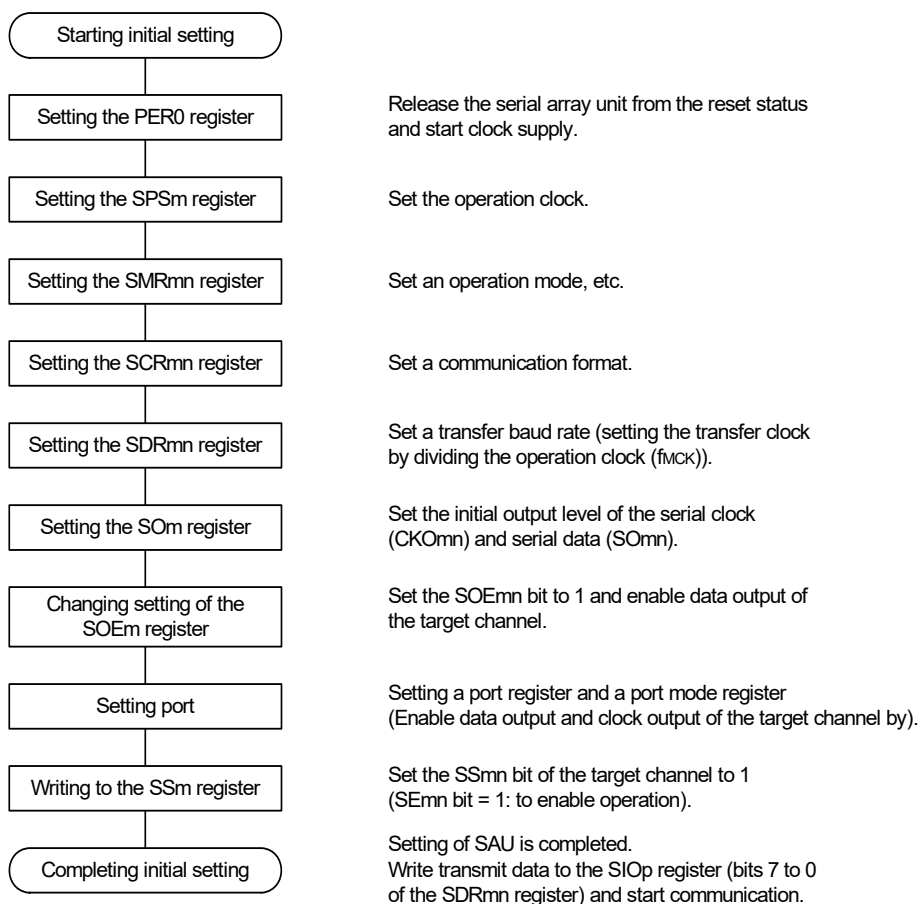 Starting initial setting
Setting the PER0 register
Release the serial array unit from the reset status
and start clock supply.
Setting the SPSm register
Set the operation clock.
Setting the SMRmn register
Set an operation mode, etc.
Setting the SCRmn register
Set a communication format.
Setting the SDRmn register
Set a transfer baud rate (setting the transfer clock
by dividing the operation clock (fMCK)).
Setting the SOm register
Set the initial output level of the serial clock
(CKOmn) and serial data (SOmn).
Changing setting of the
SOEm register
Set the SOEmn bit to 1 and enable data output of
the target channel.
Setting port
Setting a port register and a port mode register
(Enable data output and clock output of the target channel by).
Writing to the SSm register
Set the SSmn bit of the target channel to 1
(SEmn bit = 1: to enable operation).
Completing initial setting
Setting of SAU is completed.
Write transmit data to the SIOp register (bits 7 to 0
of the SDRmn register) and start communication.